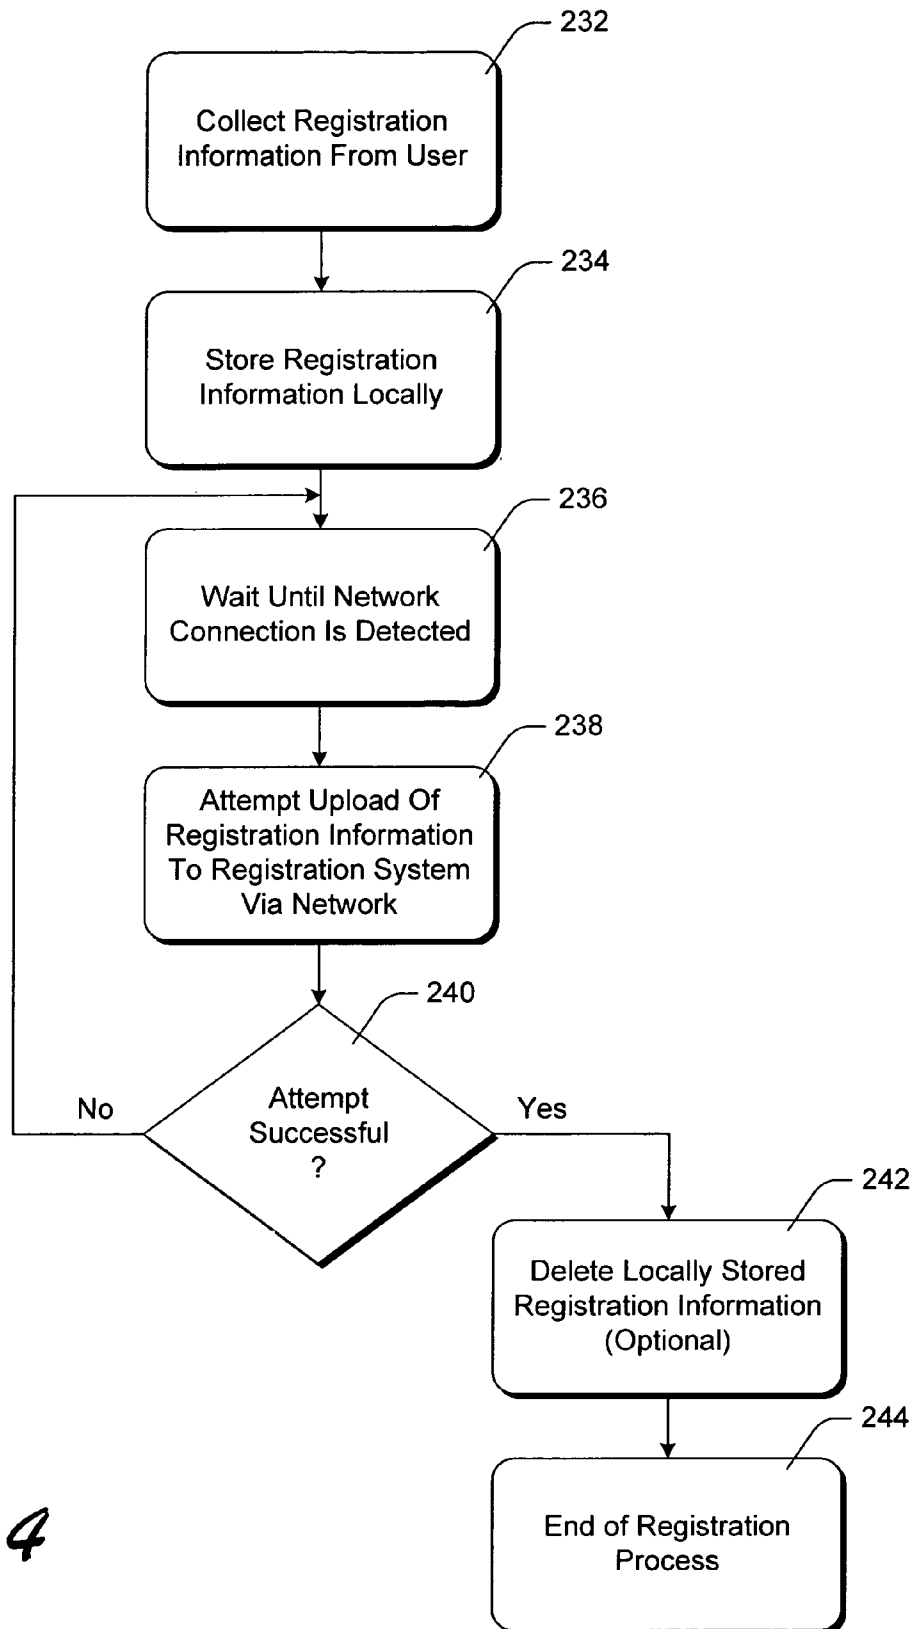 232
Collect Registration
Information From User
234
Store Registration
Information Locally
236
Wait Until Network
Connection Is Detected
238
Attempt Upload Of
Registration Information
To Registration System
Via Network
240
Attempt
Successful
?
No
Yes
242
Delete Locally Stored
Registration Information
(Optional)
244
End of Registration
Process
4